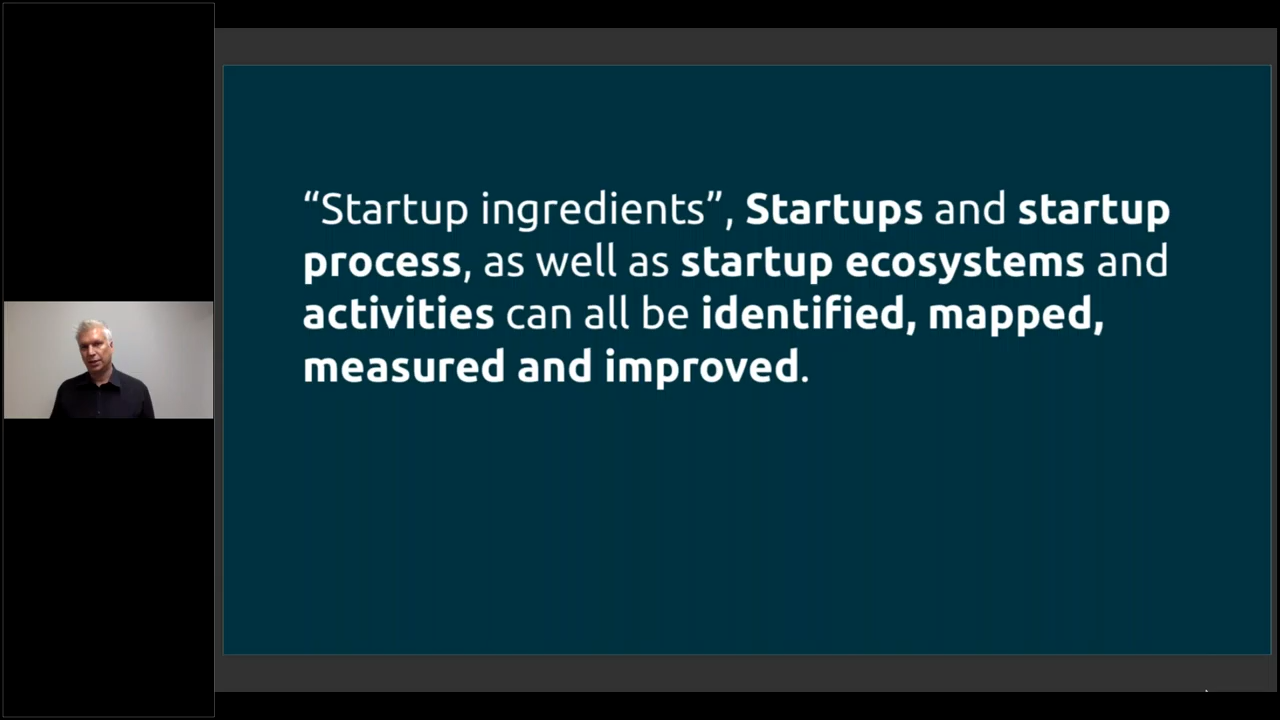 “Startup ingredients”, Startups and startup
process, as well as startup ecosystems and
activities can all be identified, mapped,
measured and improved.